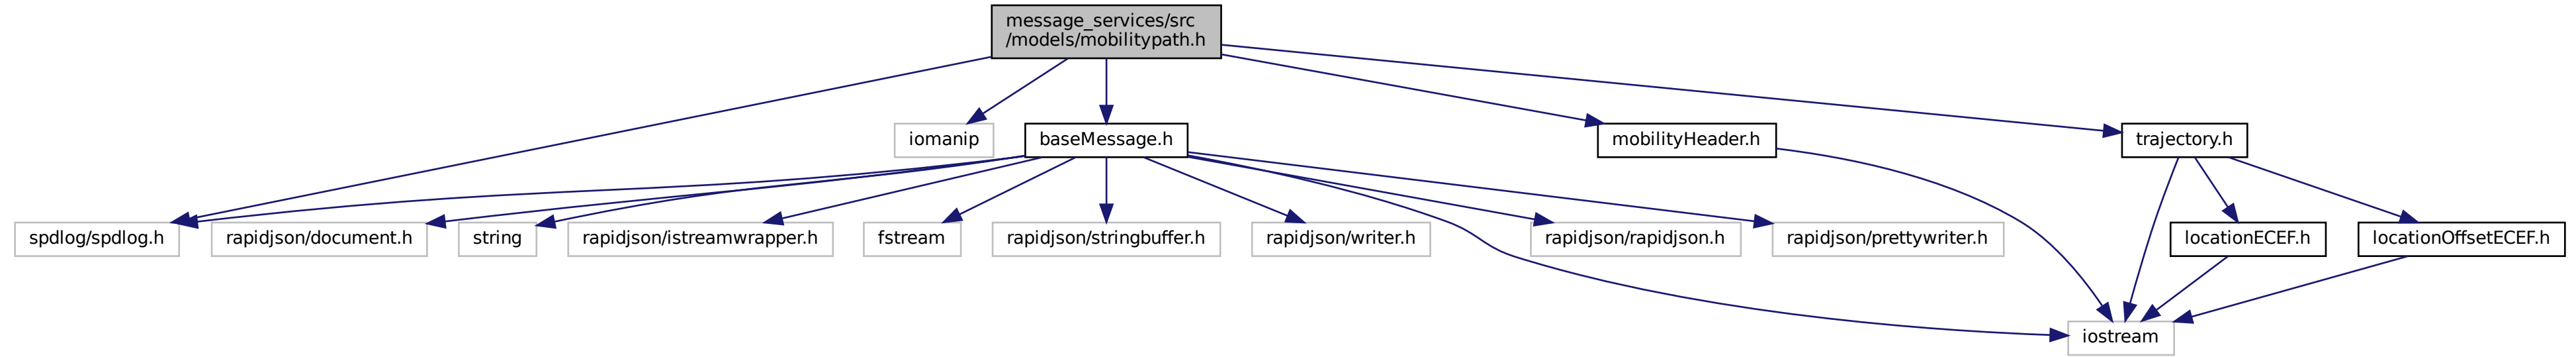 message_services/src
/models/mobilitypath.h
iomanip
baseMessage.h
mobilityHeader.h
trajectory.h
spdlog/spdlog.h
rapidjson/document.h
string
rapidjson/istreamwrapper.h
fstream
rapidjson/stringbuffer.h
rapidjson/writer.h
rapidjson/rapidjson.h
rapidjson/prettywriter.h
locationECEF.h
locationOffsetECEF.h
iostream